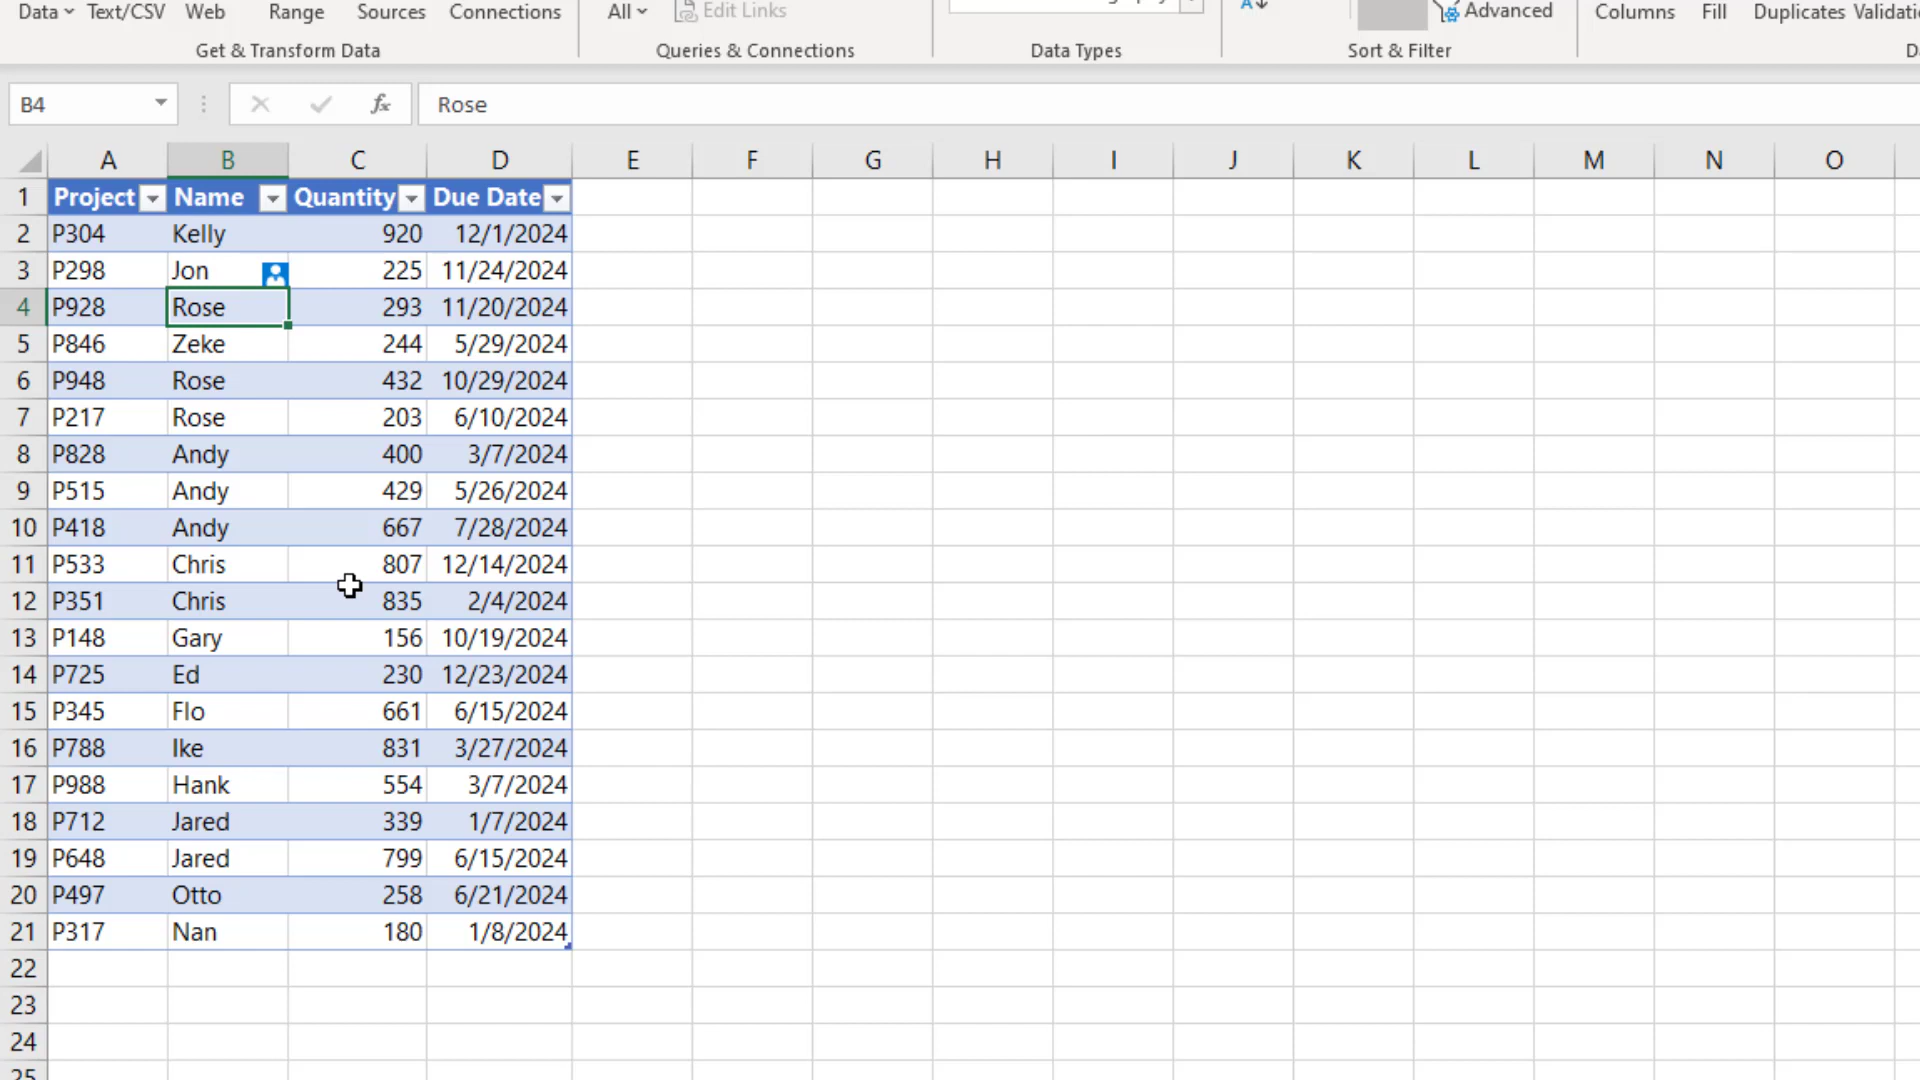 Data Text/CSV Web Range Sources Connections All Edit Links Advanced Columns Fill Duplicates
Get & Transform Data Queries & Connections Data Types Sort & Filter
B4 fx Rose
A B C D E F G H I J K L M N O
1 Project Name Quantity Due Date
2 P304 Kelly 920 12/1/2024
3 P298 Jon 225 11/24/2024
4 P928 Rose 293 11/20/2024
5 P846 Zeke 244 5/29/2024
6 P948 Rose 432 10/29/2024
7 P217 Rose 203 6/10/2024
8 P828 Andy 400 3/7/2024
9 P515 Andy 429 5/26/2024
10 P418 Andy 667 7/28/2024
11 P533 Chris 807 12/14/2024
12 P351 Chris 835 2/4/2024
13 P148 Gary 156 10/19/2024
14 P725 Ed 230 12/23/2024
15 P345 Flo 661 6/15/2024
16 P788 Ike 831 3/27/2024
17 P988 Hank 554 3/7/2024
18 P712 Jared 339 1/7/2024
19 P648 Jared 799 6/15/2024
20 P497 Otto 258 6/21/2024
21 P317 Nan 180 1/8/2024
22
23
24
25